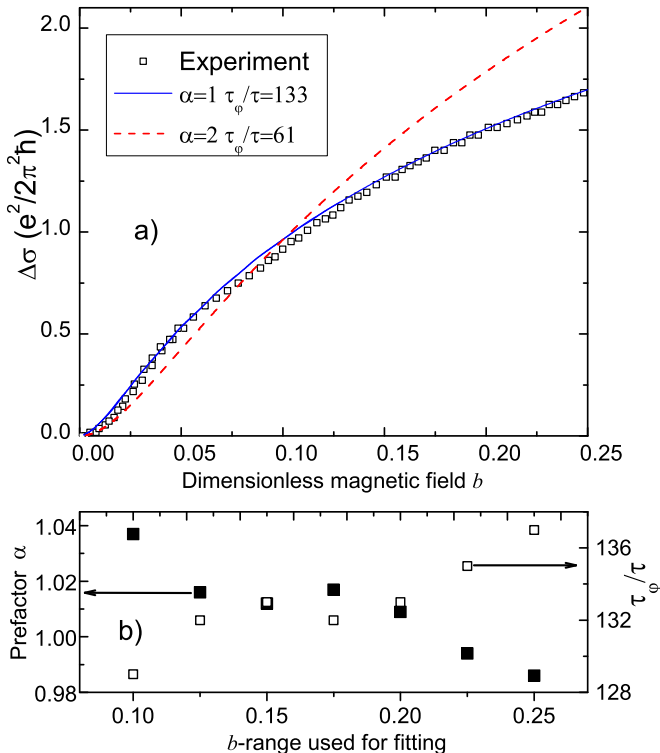 2.0
1.5
1.0
0.5
0.0
Δσ (e²/2π²ħ)
Experiment
α=1 τφ/τ=133
α=2 τφ/τ=61
a)
0.00 0.05 0.10 0.15 0.20 0.25
Dimensionless magnetic field b
1.04
1.02
1.00
0.98
Prefactor α
b)
136
132
128
τφ/τ
0.10 0.15 0.20 0.25
b-range used for fitting